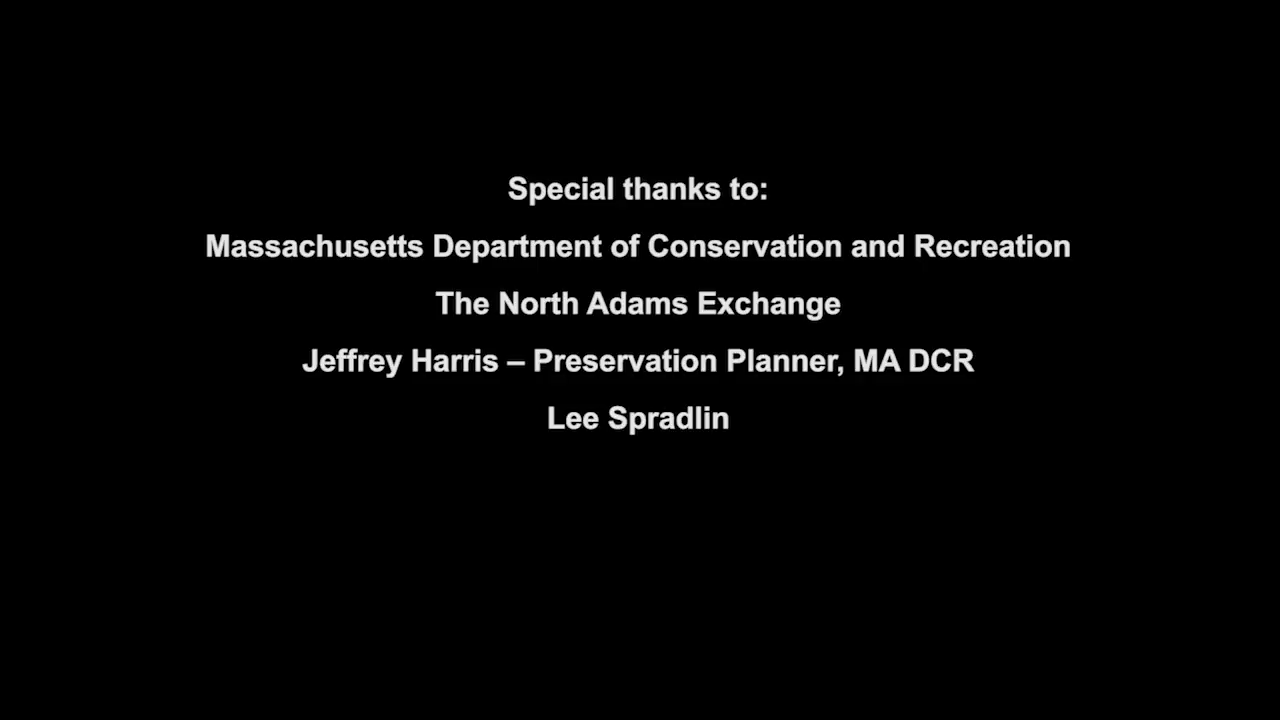 Special thanks to:
Massachusetts Department of Conservation and Recreation
The North Adams Exchange
Jeffrey Harris – Preservation Planner, MA DCR
Lee Spradlin